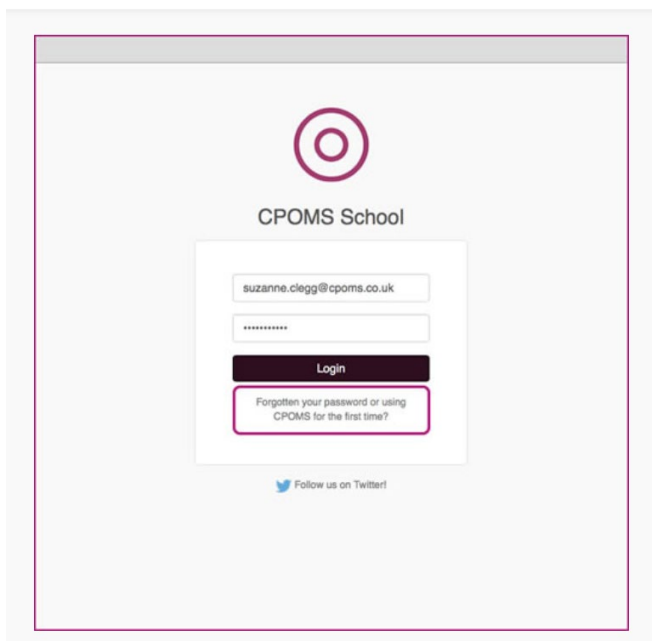 CPOMS School
suzanne.clegg@cpoms.co.uk
•••••••••••
Login
Forgotten your password or using
CPOMS for the first time?
Follow us on Twitter!